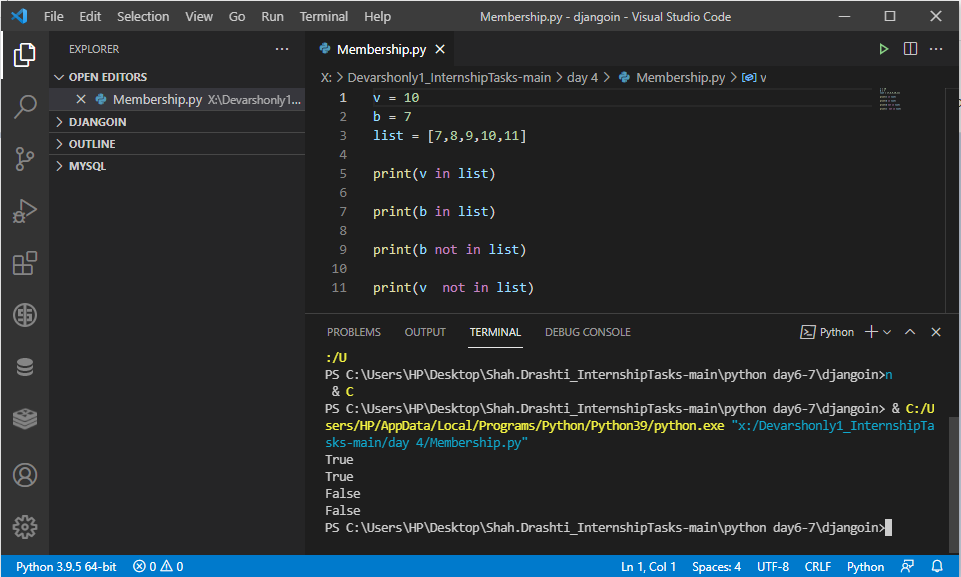 File Edit Selection View Go Run Terminal Help Membership.py - djangoin - Visual Studio Code
EXPLORER ...
OPEN EDITORS
Membership.py X:\Devarshonly1...
DJANGOIN
OUTLINE
MYSQL
Membership.py
X: > Devarshonly1_InternshipTasks-main > day 4 > Membership.py > v
1 v = 10
2 b = 7
3 list = [7,8,9,10,11]
4
5 print(v in list)
6
7 print(b in list)
8
9 print(b not in list)
10
11 print(v  not in list)
PROBLEMS OUTPUT TERMINAL DEBUG CONSOLE Python
:/U
PS C:\Users\HP\Desktop\Shah.Drashti_InternshipTasks-main\python day6-7\djangoin>n
& C
PS C:\Users\HP\Desktop\Shah.Drashti_InternshipTasks-main\python day6-7\djangoin> & C:/U
sers/HP/AppData/Local/Programs/Python/Python39/python.exe "x:/Devarshonly1_InternshipTa
sks-main/day 4/Membership.py"
True
True
False
False
PS C:\Users\HP\Desktop\Shah.Drashti_InternshipTasks-main\python day6-7\djangoin>
Python 3.9.5 64-bit 0 0 Ln 1, Col 1 Spaces: 4 UTF-8 CRLF Python